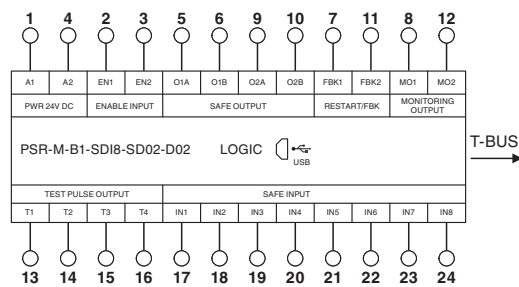 1 4 2 3 5 6 9 10 7 11 8 12
A1 A2 EN1 EN2 O1A O1B O2A O2B FBK1 FBK2 MO1 MO2
PWR 24V DC ENABLE INPUT SAFE OUTPUT RESTART/FBK MONITORING
OUTPUT
PSR-M-B1-SDI8-SD02-D02 LOGIC USB
T-BUS
TEST PULSE OUTPUT SAFE INPUT
T1 T2 T3 T4 IN1 IN2 IN3 IN4 IN5 IN6 IN7 IN8
13 14 15 16 17 18 19 20 21 22 23 24